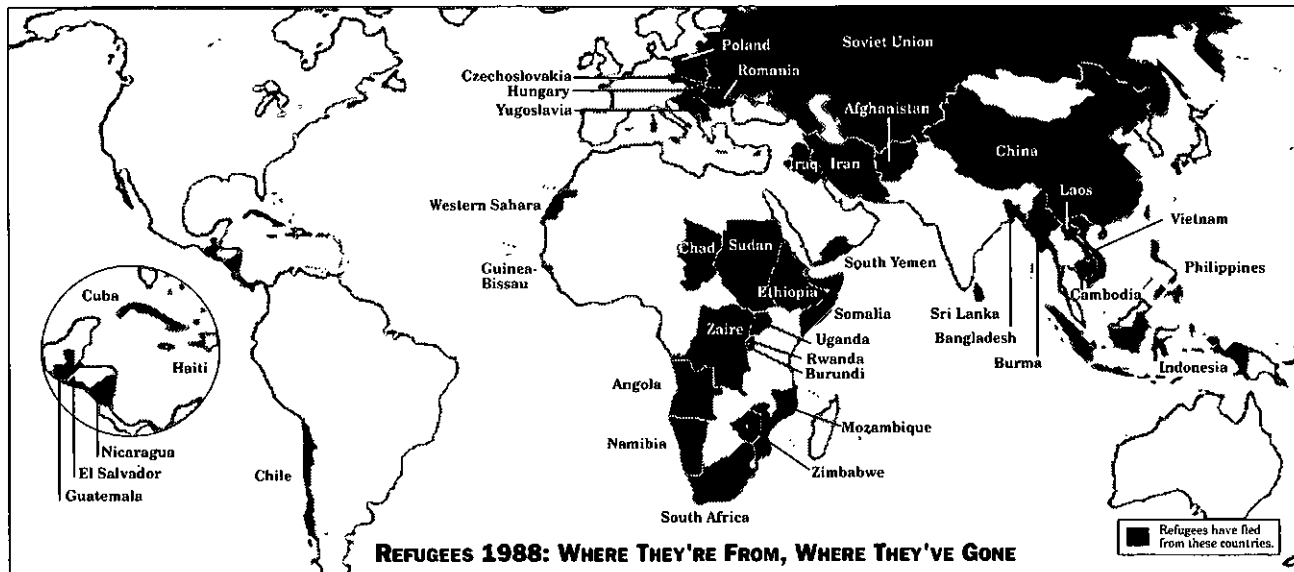 Poland
Soviet Union
Czechoslovakia
Romania
Hungary
Yugoslavia
Afghanistan
Iraq
Iran
China
Laos
Western Sahara
Vietnam
Chad
Sudan
South Yemen
Guinea-
Bissau
Philippines
Ethiopia
Cambodia
Cuba
Somalia
Sri Lanka
Zaire
Uganda
Bangladesh
Haiti
Rwanda
Burma
Indonesia
Burundi
Angola
Mozambique
Namibia
Nicaragua
El Salvador
Chile
Zimbabwe
Guatemala
South Africa
Refugees have fled
from these countries.
REFUGEES 1988: WHERE THEY'RE FROM, WHERE THEY'VE GONE